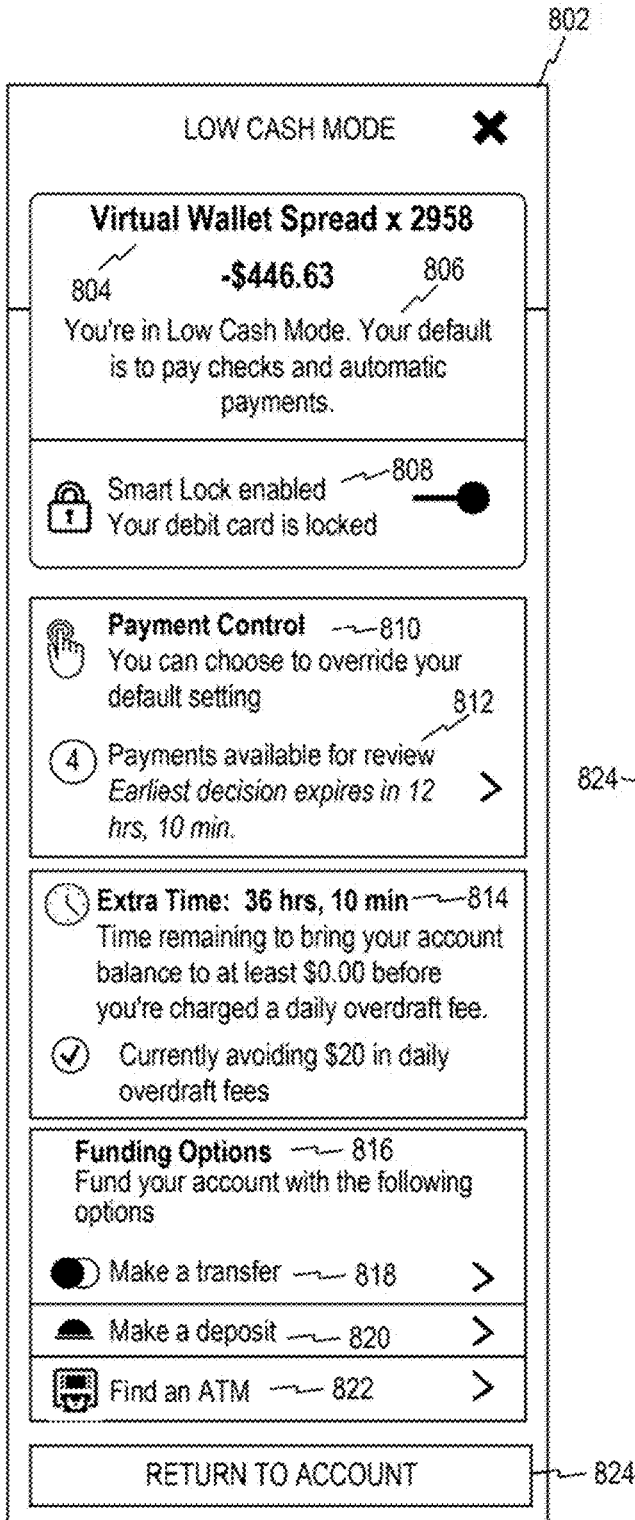 802
LOW CASH MODE
Virtual Wallet Spread x 2958
804
-$446.63
806
You're in Low Cash Mode. Your default
is to pay checks and automatic
payments.
808
Smart Lock enabled
Your debit card is locked
Payment Control
810
You can choose to override your
default setting
812
4
Payments available for review
Earliest decision expires in 12
hrs, 10 min.
824
Extra Time: 36 hrs, 10 min
814
Time remaining to bring your account
balance to at least $0.00 before
you're charged a daily overdraft fee.
Currently avoiding $20 in daily
overdraft fees
Funding Options
816
Fund your account with the following
options
Make a transfer
818
Make a deposit
820
Find an ATM
822
RETURN TO ACCOUNT
824